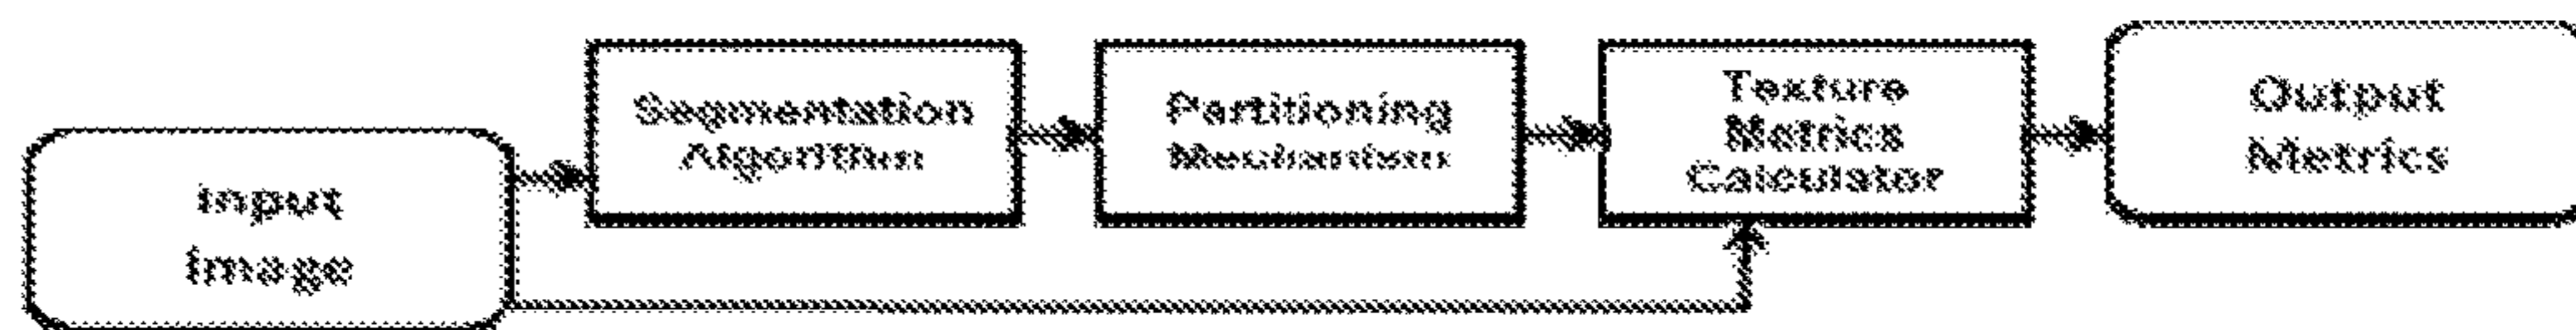 Input
Image
Segmentation
Algorithm
Partitioning
Mechanism
Texture
Metrics
Calculator
Output
Metrics